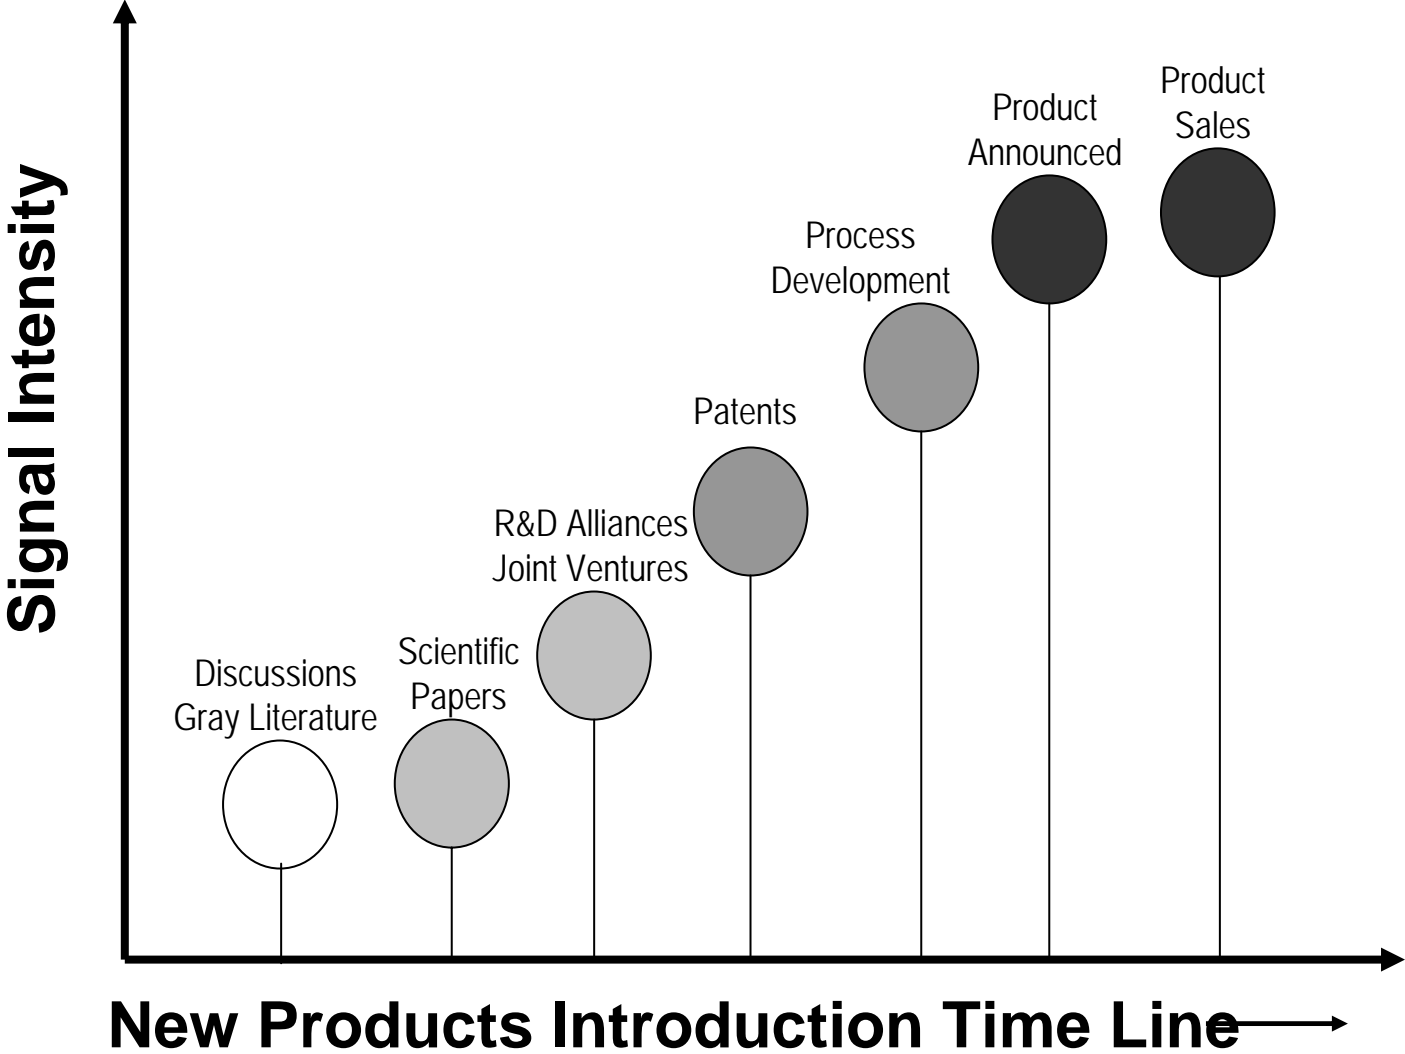 Signal Intensity
Product
Sales
Product
Announced
Process
Development
Patents
R&D Alliances
Joint Ventures
Scientific
Papers
Discussions
Gray Literature
New Products Introduction Time Line